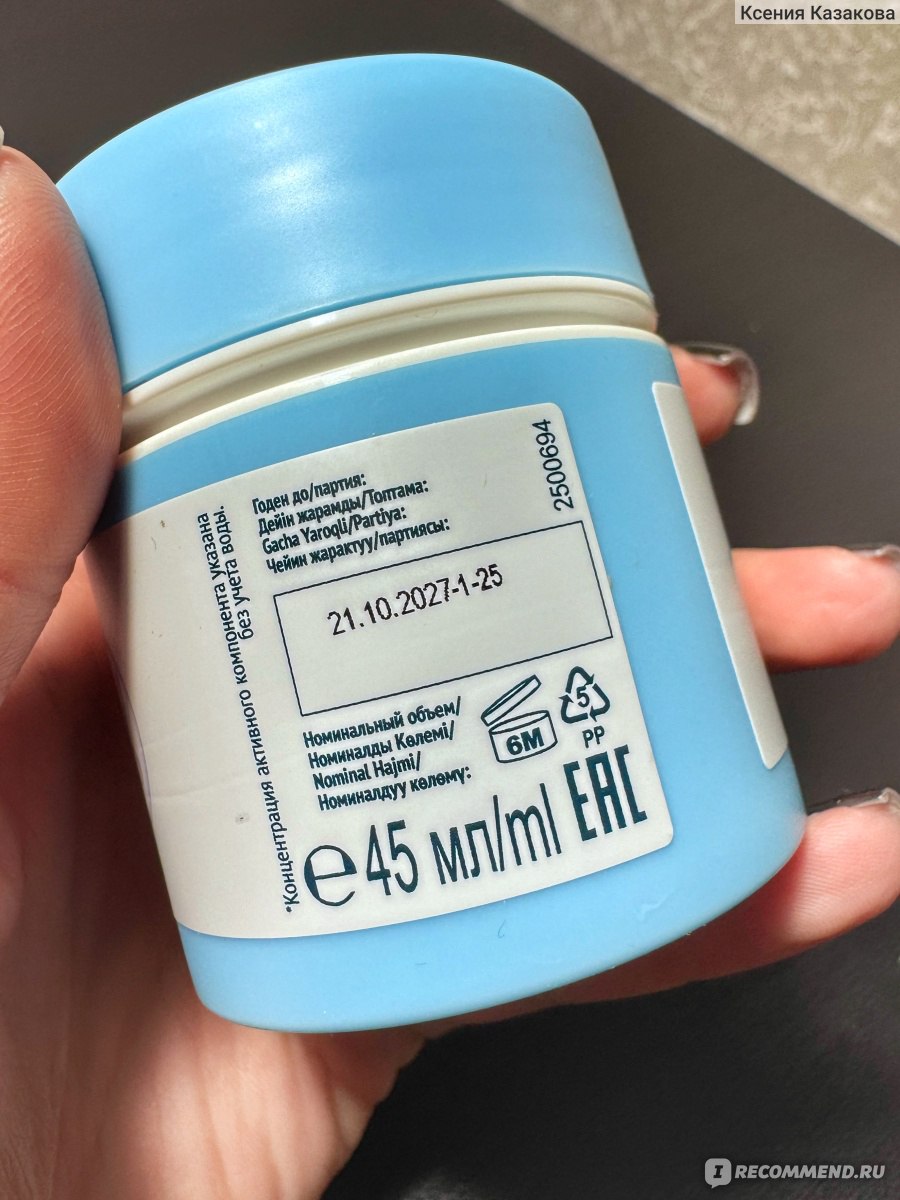 Ксения Казакова
Годен до/партия:
Дейін жарамды/Топтама:
Gacha Yaroqli/Partiya:
Чейин жарактуу/партиясы:
2500694
21.10.2027-1-25
*Концентрация активного компонента указана
без учета воды.
Номинальный объем/
Номиналды Көлемі/
Nominal Hajmi/
Номиналдуу көлөмү:
6M
5
PP
e 45 мл/ml
EAC
IRECOMMEND.RU